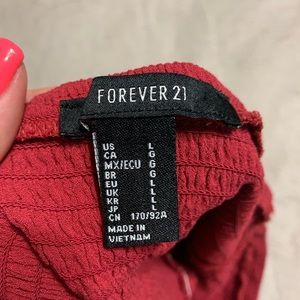 FOREVER 21
US L
CA G
MX/ECU G
BR G
EU L
UK L
KR L
JP L
CN 170/92A
MADE IN
VIETNAM